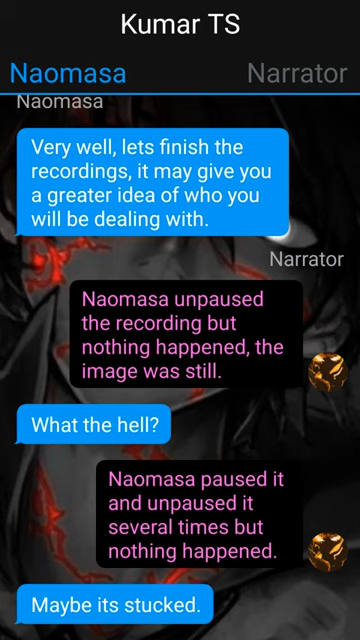 Kumar TS
Naomasa
Narrator
Naomasa
Very well, lets finish the
recordings, it may give you
a greater idea of who you
will be dealing with.
Narrator
Naomasa unpaused
the recording but
nothing happened, the
image was still.
What the hell?
Naomasa paused it
and unpaused it
several times but
nothing happened.
Maybe its stucked.